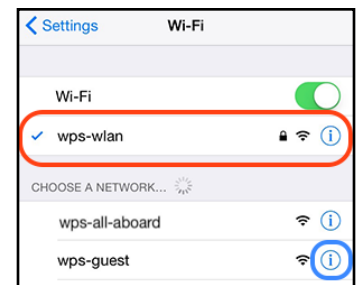 Settings Wi-Fi
Wi-Fi
wps-wlan
CHOOSE A NETWORK...
wps-all-aboard
wps-guest